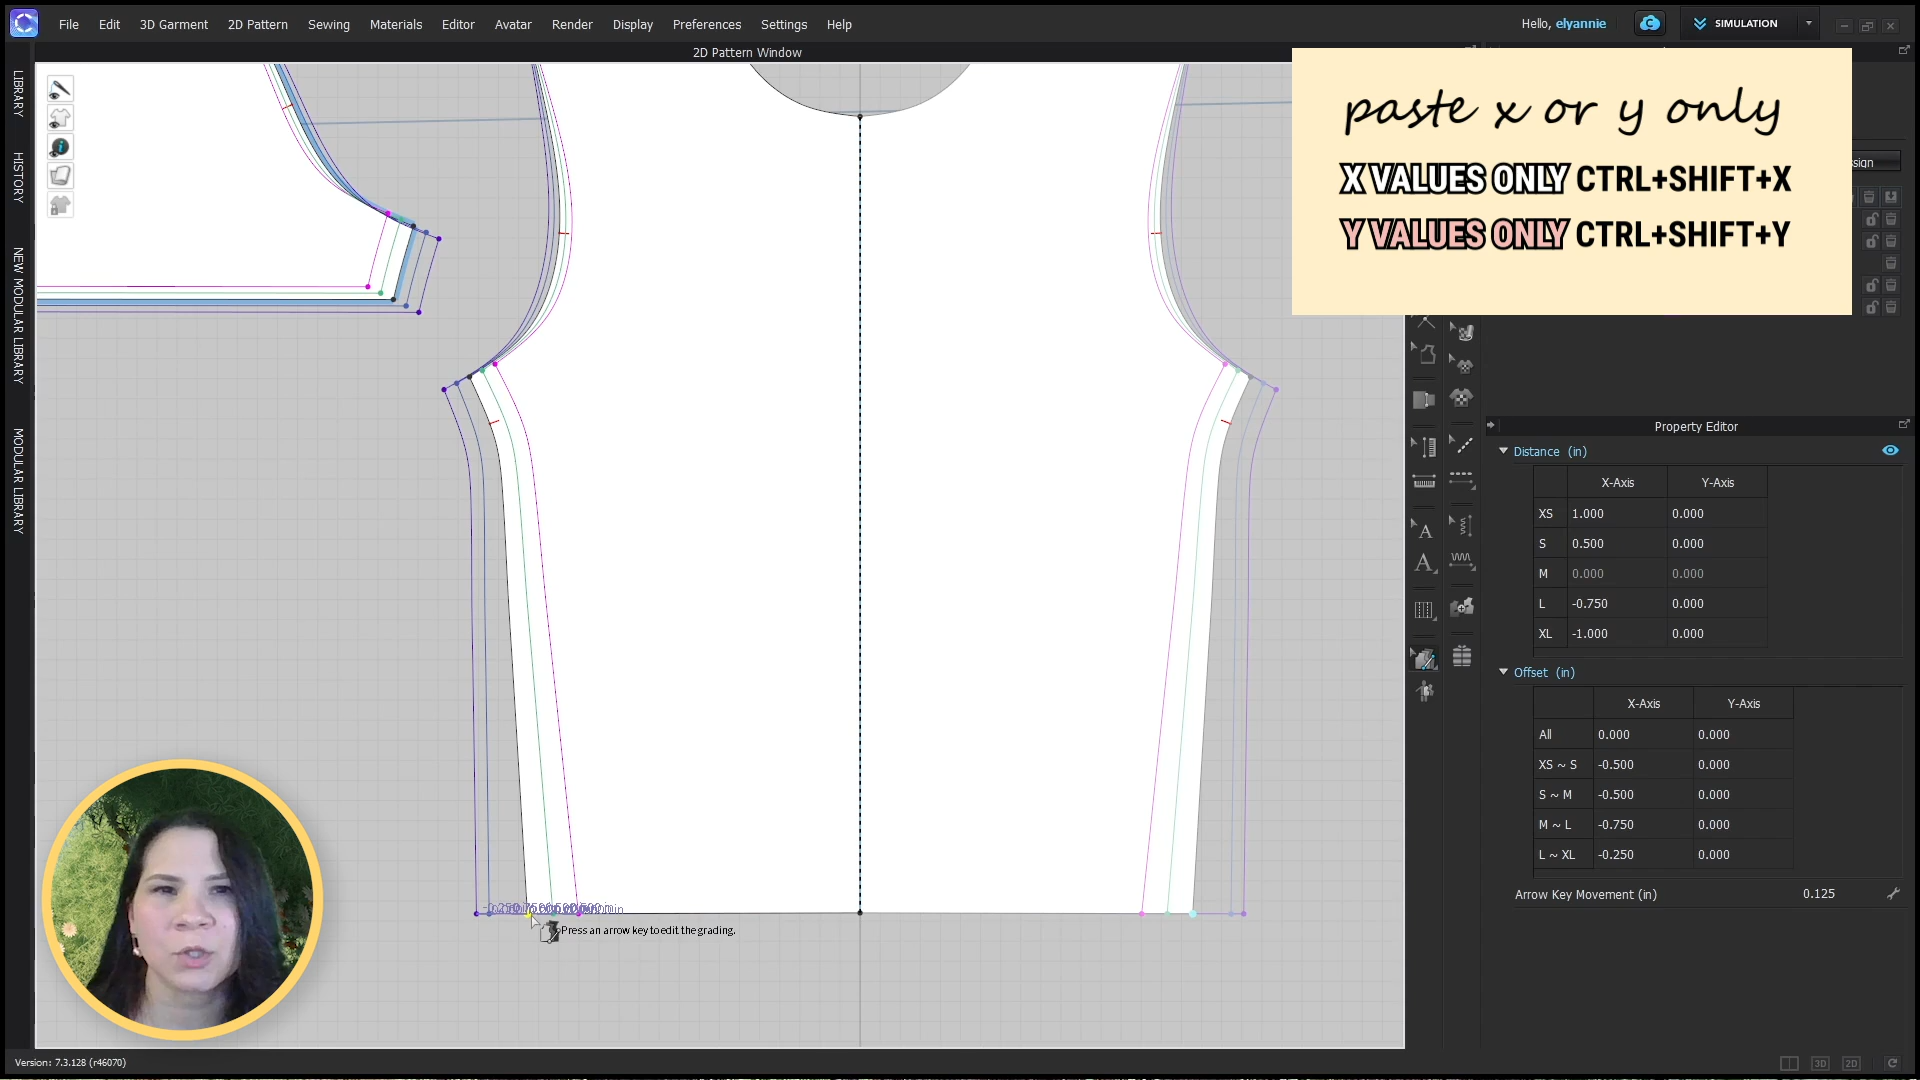 File Edit 3D Garment 2D Pattern Sewing Materials Editor Avatar Render Display Preferences Settings Help
Hello, elyannie
SIMULATION
2D Pattern Window
LIBRARY
HISTORY
NEW MODULAR LIBRARY
MODULAR LIBRARY
paste x or y only
X VALUES ONLY CTRL+SHIFT+X
Y VALUES ONLY CTRL+SHIFT+Y
Property Editor
Distance (in)
X-Axis Y-Axis
XS 1.000 0.000
S 0.500 0.000
M 0.000 0.000
L -0.750 0.000
XL -1.000 0.000
Offset (in)
X-Axis Y-Axis
All 0.000 0.000
XS ~ S -0.500 0.000
S ~ M -0.500 0.000
M ~ L -0.750 0.000
L ~ XL -0.250 0.000
Arrow Key Movement (in) 0.125
Press an arrow key to edit the grading.
Version: 7.3.128 (r46070)
3D 2D